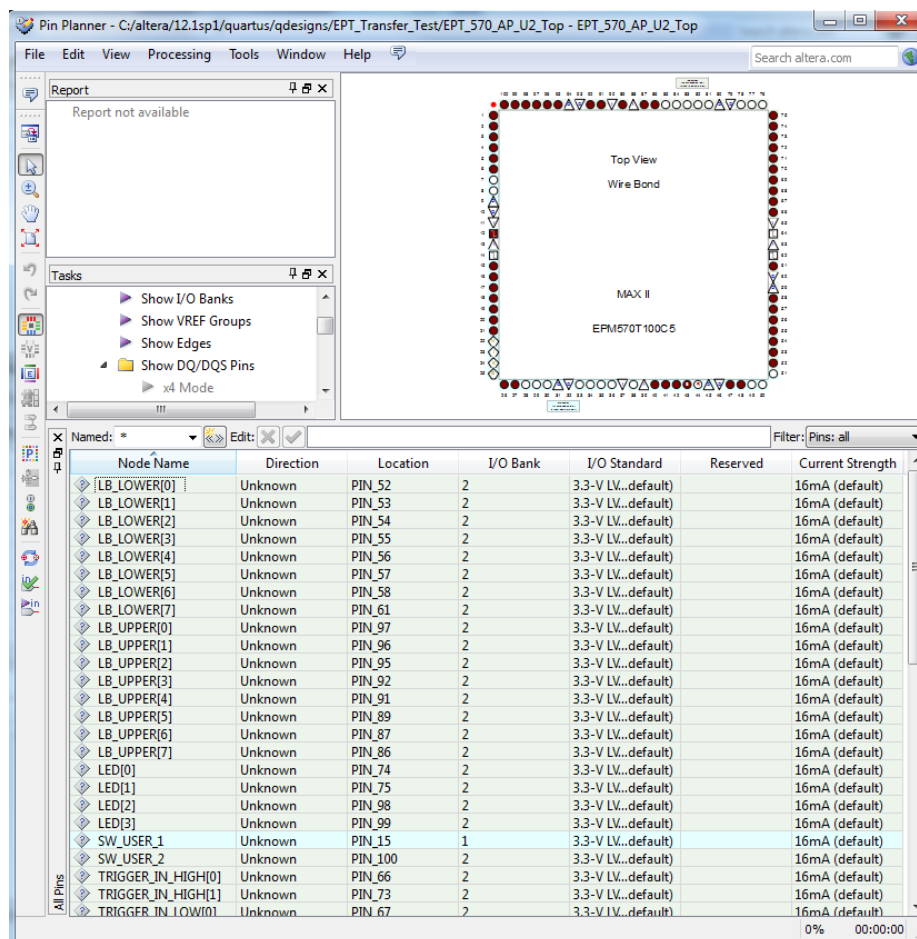 Pin Planner - C:/altera/12.1sp1/quartus/qdesigns/EPT_Transfer_Test/EPT_570_AP_U2_Top - EPT_570_AP_U2_Top
File Edit View Processing Tools Window Help
Search altera.com
Report
Report not available
Top View
Wire Bond
MAX II
EPM570T100C5
Tasks
Show I/O Banks
Show VREF Groups
Show Edges
Show DQ/DQS Pins
x4 Mode
Named: * Edit: Filter: Pins: all
Node Name Direction Location I/O Bank I/O Standard Reserved Current Strength
LB_LOWER[0] Unknown PIN_52 2 3.3-V LV...default) 16mA (default)
LB_LOWER[1] Unknown PIN_53 2 3.3-V LV...default) 16mA (default)
LB_LOWER[2] Unknown PIN_54 2 3.3-V LV...default) 16mA (default)
LB_LOWER[3] Unknown PIN_55 2 3.3-V LV...default) 16mA (default)
LB_LOWER[4] Unknown PIN_56 2 3.3-V LV...default) 16mA (default)
LB_LOWER[5] Unknown PIN_57 2 3.3-V LV...default) 16mA (default)
LB_LOWER[6] Unknown PIN_58 2 3.3-V LV...default) 16mA (default)
LB_LOWER[7] Unknown PIN_61 2 3.3-V LV...default) 16mA (default)
LB_UPPER[0] Unknown PIN_97 2 3.3-V LV...default) 16mA (default)
LB_UPPER[1] Unknown PIN_96 2 3.3-V LV...default) 16mA (default)
LB_UPPER[2] Unknown PIN_95 2 3.3-V LV...default) 16mA (default)
LB_UPPER[3] Unknown PIN_92 2 3.3-V LV...default) 16mA (default)
LB_UPPER[4] Unknown PIN_91 2 3.3-V LV...default) 16mA (default)
LB_UPPER[5] Unknown PIN_89 2 3.3-V LV...default) 16mA (default)
LB_UPPER[6] Unknown PIN_87 2 3.3-V LV...default) 16mA (default)
LB_UPPER[7] Unknown PIN_86 2 3.3-V LV...default) 16mA (default)
LED[0] Unknown PIN_74 2 3.3-V LV...default) 16mA (default)
LED[1] Unknown PIN_75 2 3.3-V LV...default) 16mA (default)
LED[2] Unknown PIN_98 2 3.3-V LV...default) 16mA (default)
LED[3] Unknown PIN_99 2 3.3-V LV...default) 16mA (default)
SW_USER_1 Unknown PIN_15 1 3.3-V LV...default) 16mA (default)
SW_USER_2 Unknown PIN_100 2 3.3-V LV...default) 16mA (default)
TRIGGER_IN_HIGH[0] Unknown PIN_66 2 3.3-V LV...default) 16mA (default)
TRIGGER_IN_HIGH[1] Unknown PIN_73 2 3.3-V LV...default) 16mA (default)
TRIGGER_IN_LOW[0] Unknown PIN_67 2 3.3-V LV...default) 16mA (default)
All Pins
0% 00:00:00